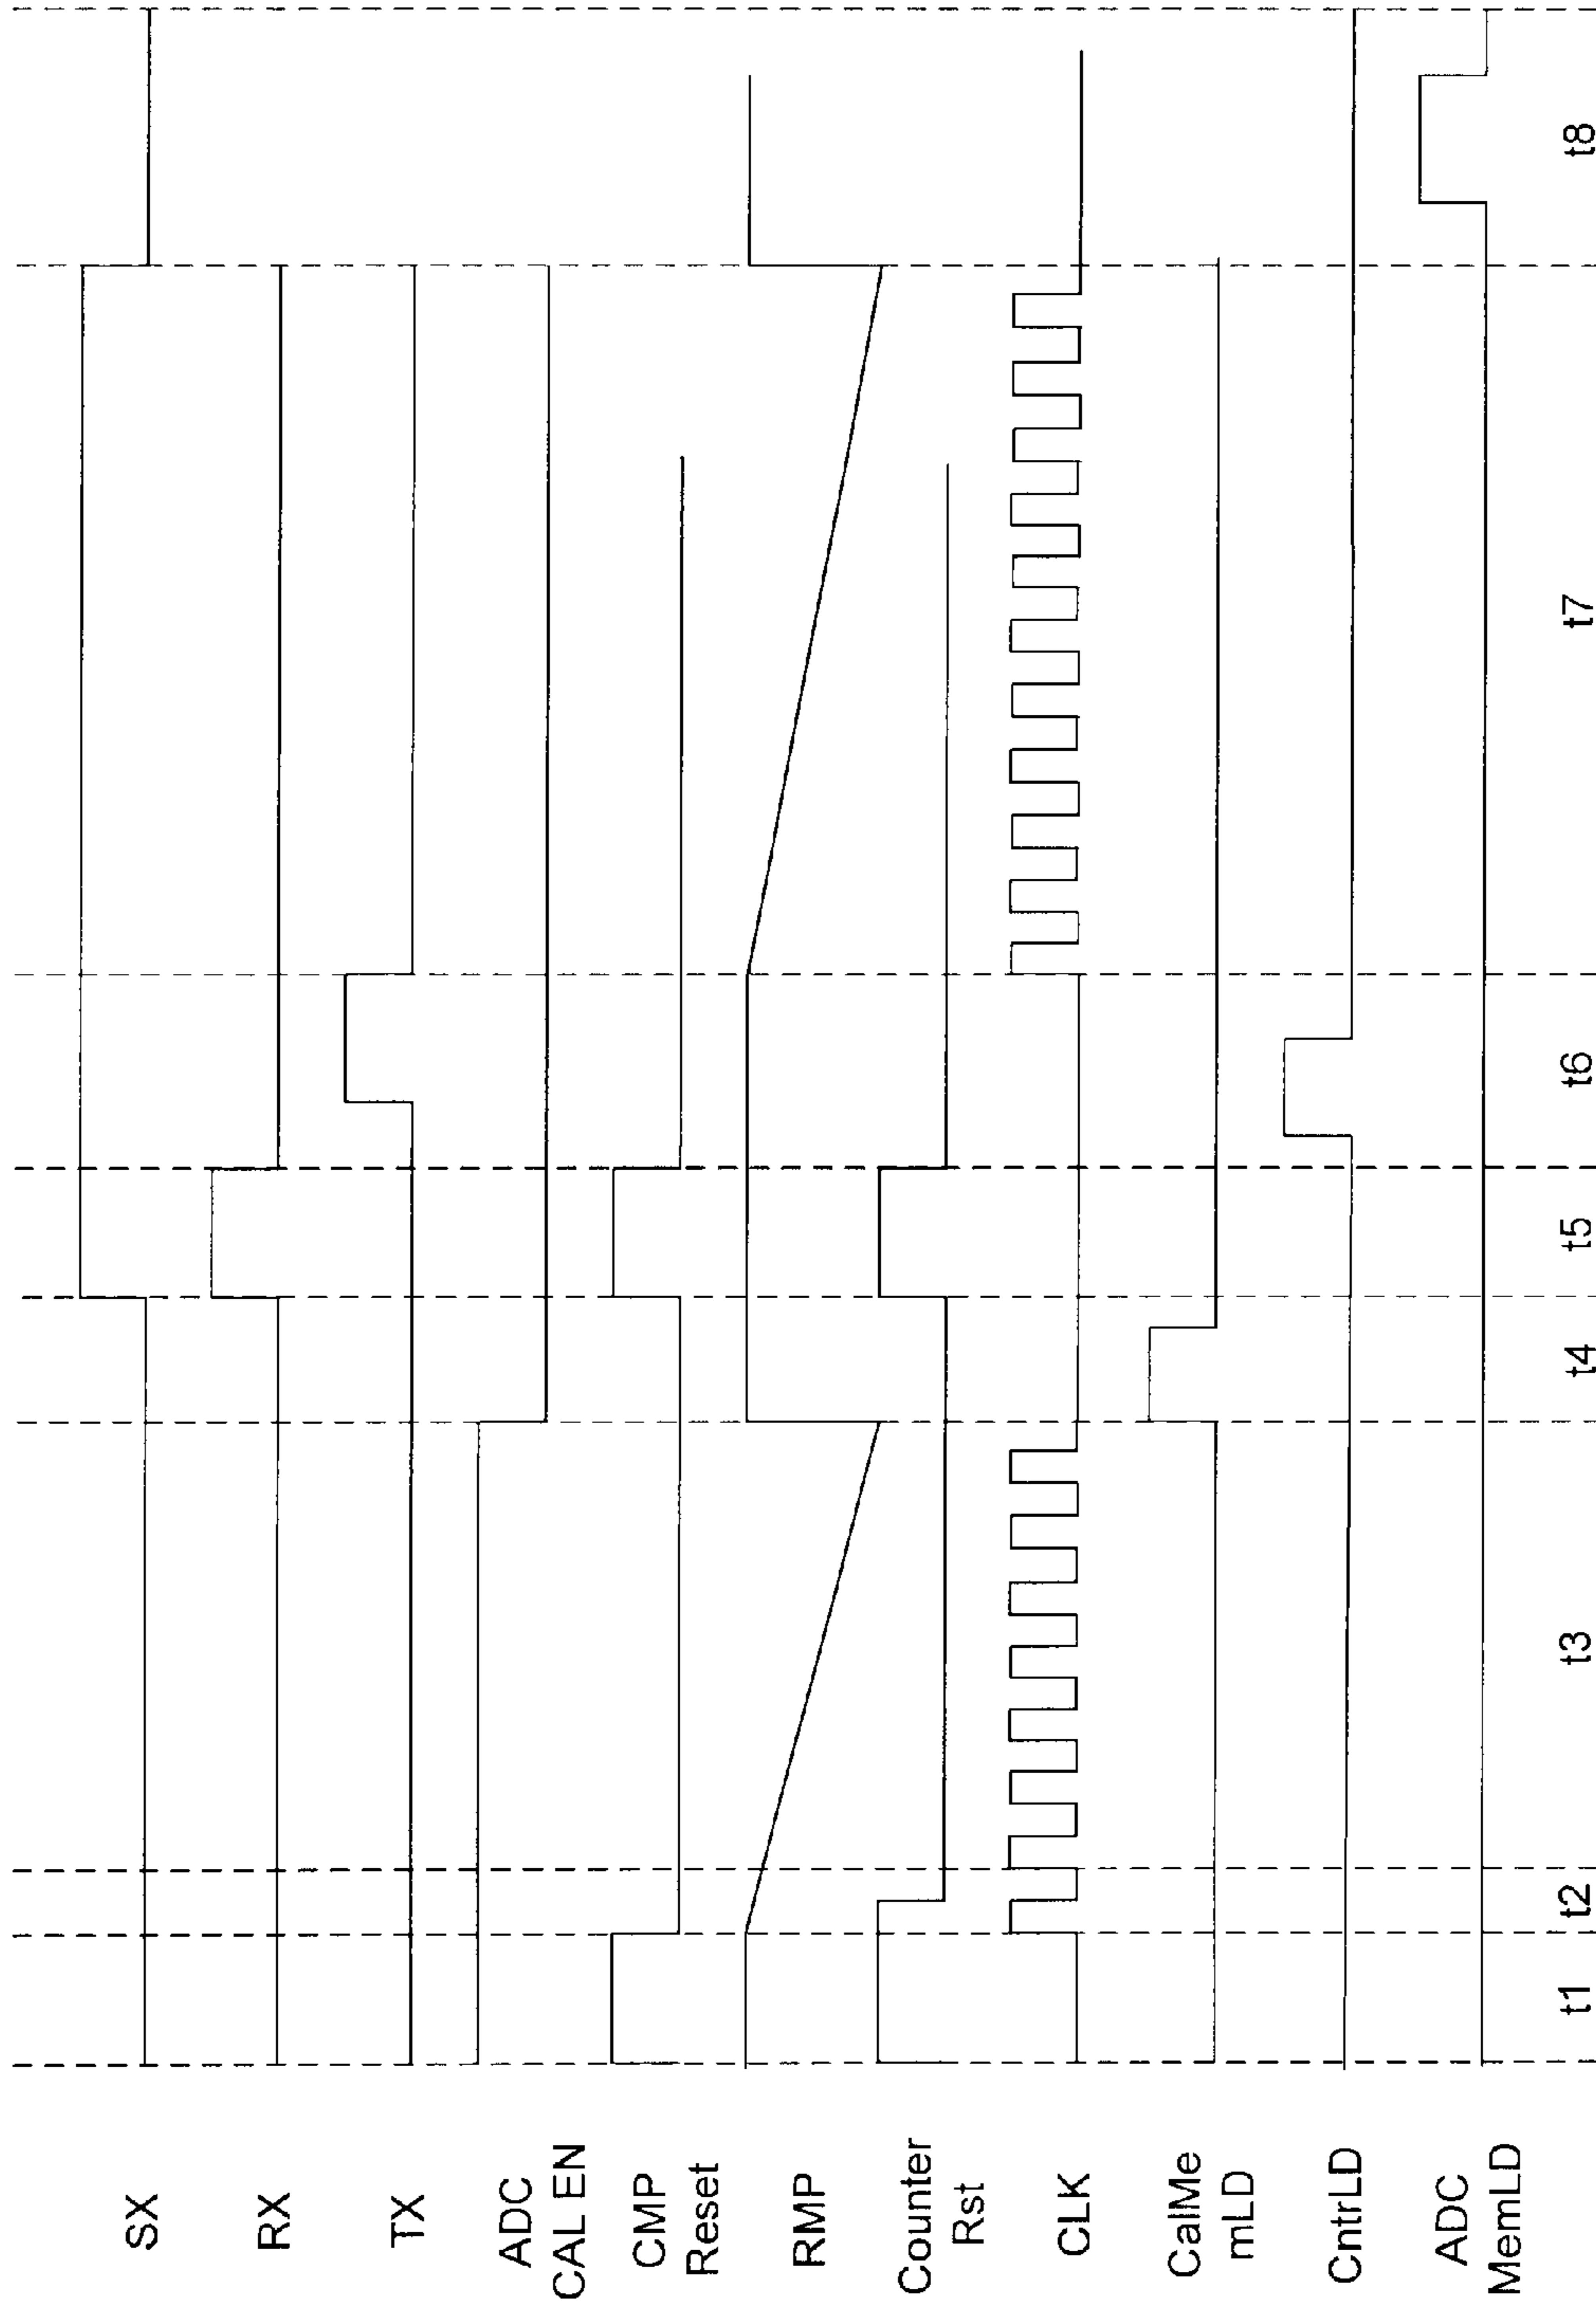 SX
RX
TX
ADC
CAL EN
CMP
Reset
RMP
Counter
Rst
CLK
CalMe
mLD
CntrLD
ADC
MemLD
t1
t2
t3
t4
t5
t6
t7
t8